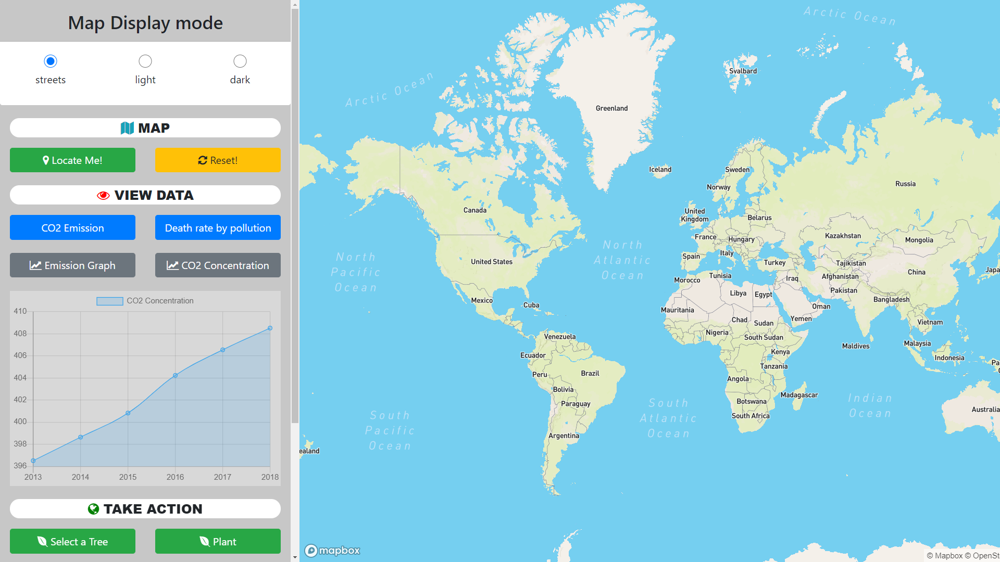 Map Display mode
streets
light
dark
MAP
Locate Me!
Reset!
VIEW DATA
CO2 Emission
Death rate by pollution
Emission Graph
CO2 Concentration
CO2 Concentration
410
408
406
404
402
400
398
396
2013
2014
2015
2016
2017
2018
TAKE ACTION
Select a Tree
Plant
Arctic Ocean
Arctic Ocean
Svalbard
Greenland
Iceland
Sweden
Norway
Russia
Canada
United
Kingdom
Belarus
France
Hungary
Kazakhstan
Mongolia
North
Pacific
Ocean
North
Atlantic
Ocean
United States
Spain
Italy
Turkey
Tajikistan
China
Japa
Morocco
Tunisia
Iraq
Afghanistan
Pakistan
Mexico
Cuba
Libya
Egypt
Bangladesh
Oman
Mauritania
Chad
Sudan
Yemen
Vietnam
Venezuela
Nigeria
South Sudan
Maldives
Malaysia
Ecuador
Kenya
Indonesia
Pa
Tanzania
Peru
Brazil
Angola
Bolivia
Madagascar
Paraguay
Botswana
South Africa
Indian
Ocean
Australia
South
Pacific
Ocean
South
Atlantic
Ocean
Argentina
ealand
mapbox
© Mapbox © OpenSt